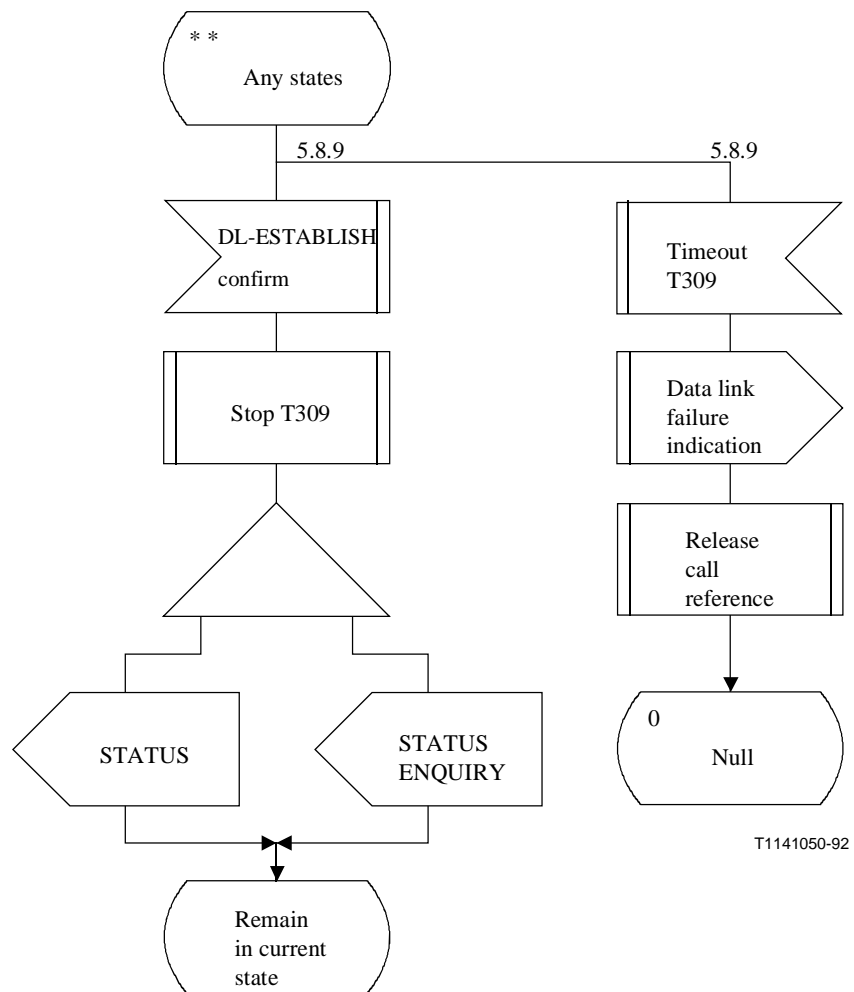 * *
Any states
5.8.9
5.8.9
DL-ESTABLISH
confirm
Timeout
T309
Stop T309
Data link
failure
indication
Release
call
reference
STATUS
STATUS
ENQUIRY
0
Null
T1141050-92
Remain
in current
state